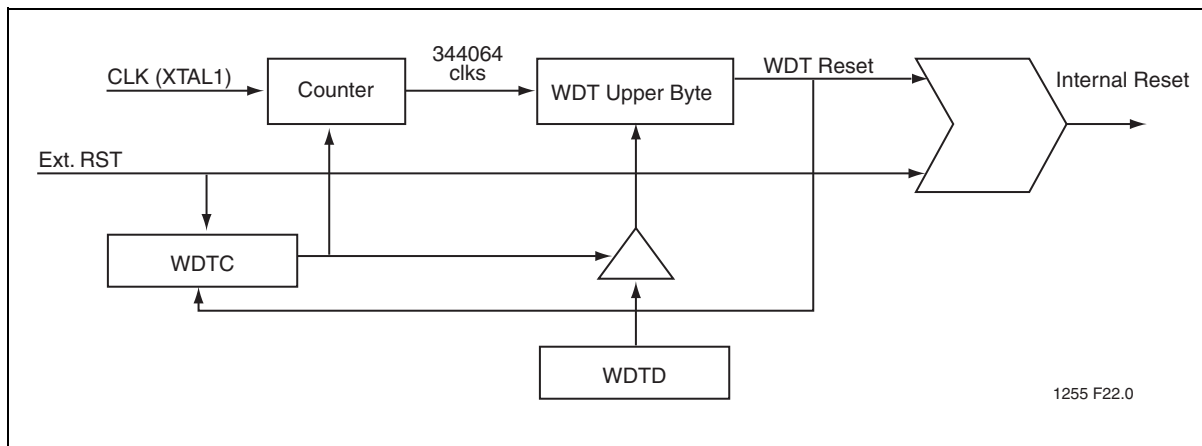 344064
clks
CLK (XTAL1)
Counter
WDT Upper Byte
WDT Reset
Internal Reset
Ext. RST
WDTC
WDTD
1255 F22.0